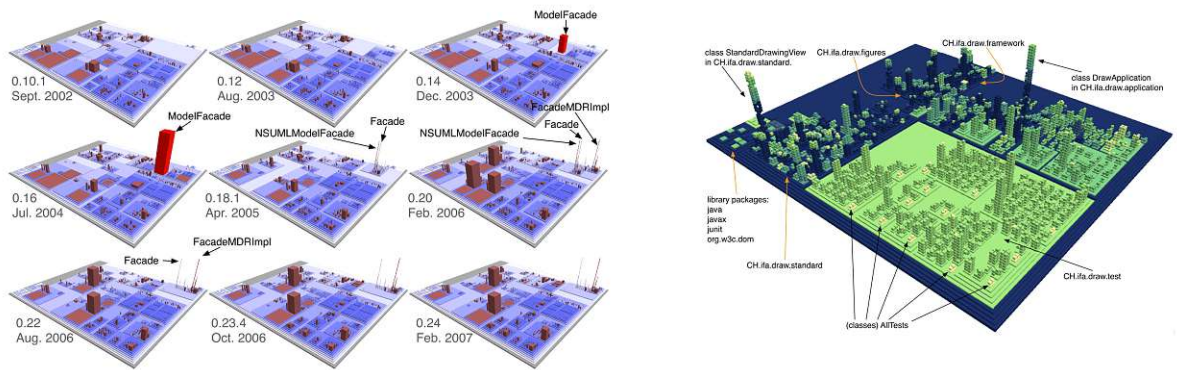 ModelFacade
0.10.1
Sept. 2002
0.12
Aug. 2003
0.14
Dec. 2003
ModelFacade
FacadeMDRImpl
NSUMLModelFacade
Facade
NSUMLModelFacade
Facade
0.16
Jul. 2004
0.18.1
Apr. 2005
0.20
Feb. 2006
FacadeMDRImpl
Facade
0.22
Aug. 2006
0.23.4
Oct. 2006
0.24
Feb. 2007
class StandardDrawingView
in CH.ifa.draw.standard.
CH.ifa.draw.figures
CH.ifa.draw.framework
class DrawApplication
in CH.ifa.draw.application
library packages:
java
javax
junit
org.w3c.dom
CH.ifa.draw.standard
CH.ifa.draw.test
(classes) AllTests